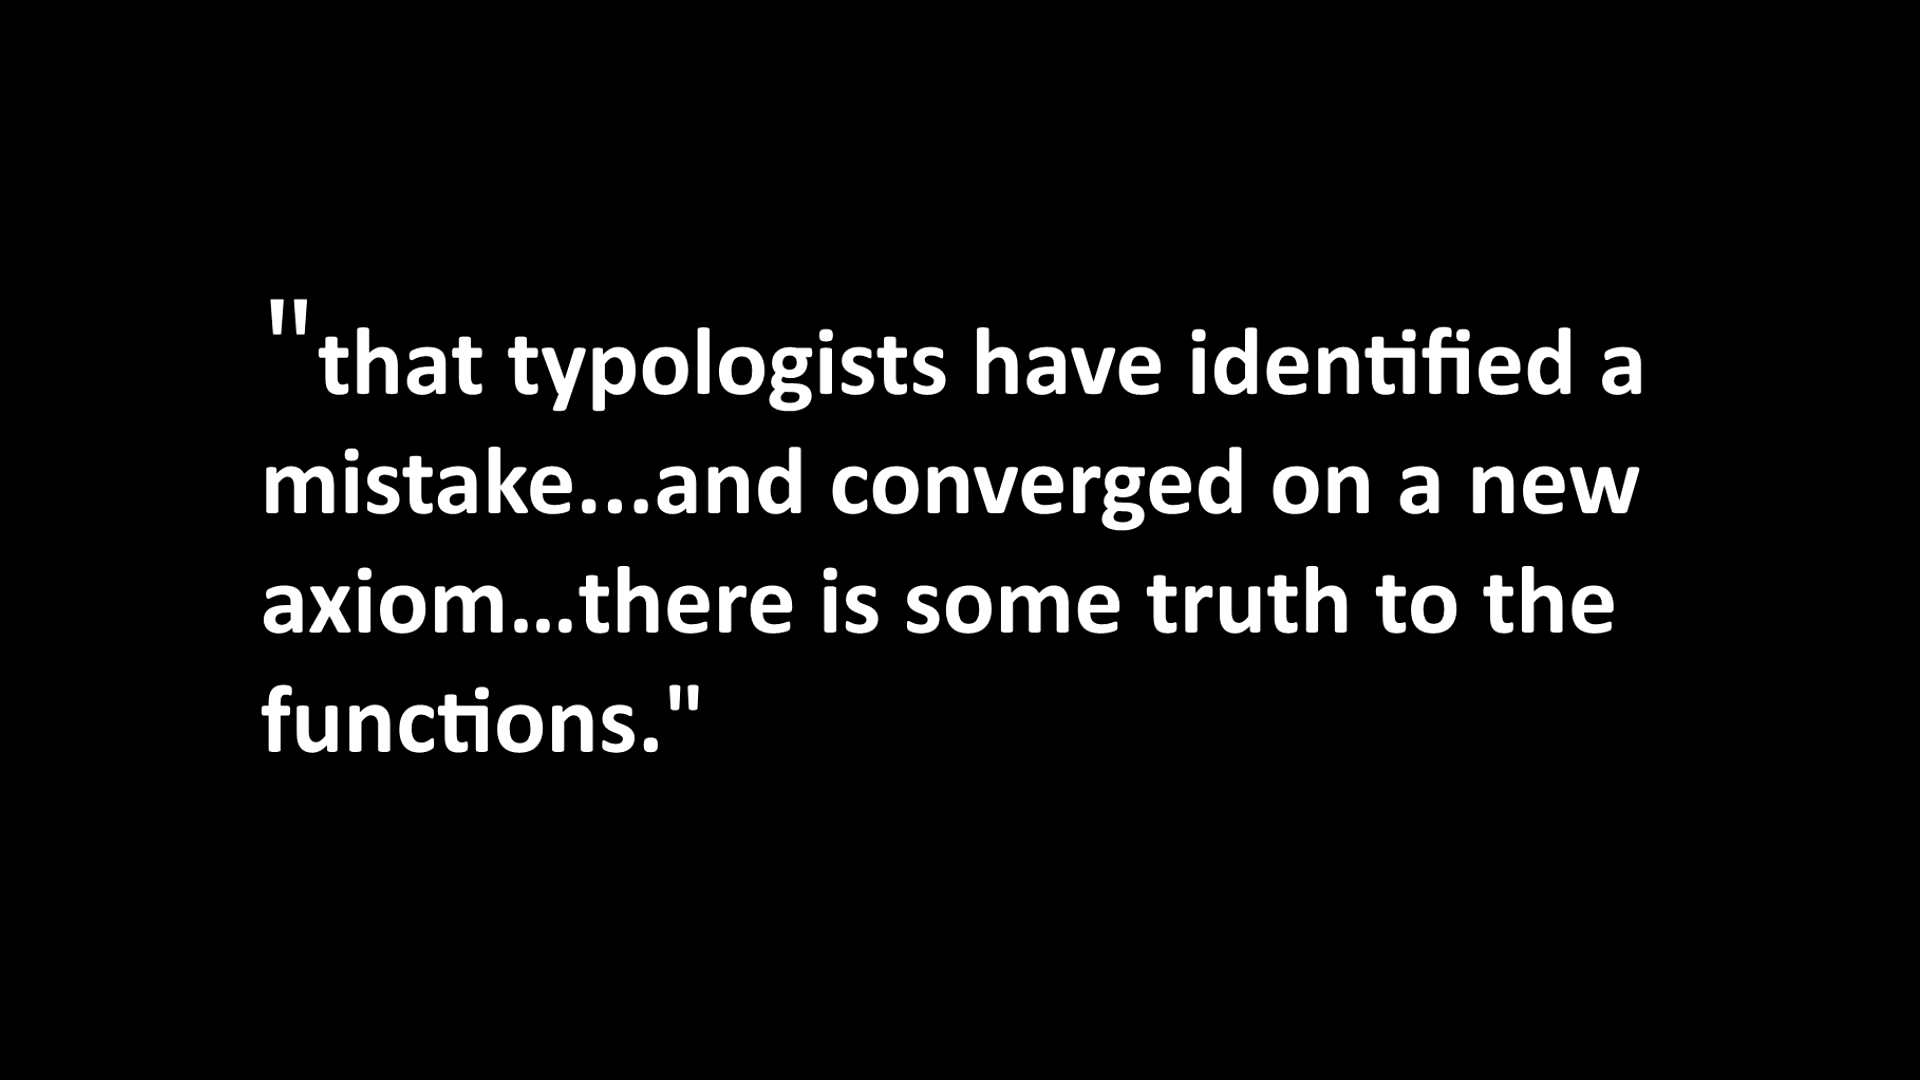 "that typologists have identified a
mistake...and converged on a new
axiom...there is some truth to the
functions."